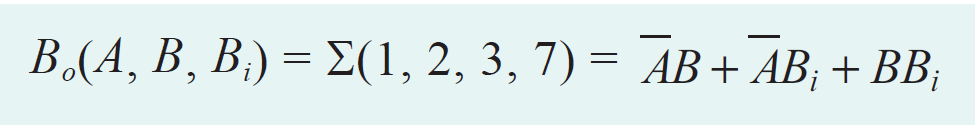 Bₒ(A, B, Bᵢ) = Σ(1, 2, 3, 7) = A̅B + A̅Bᵢ + BBᵢ